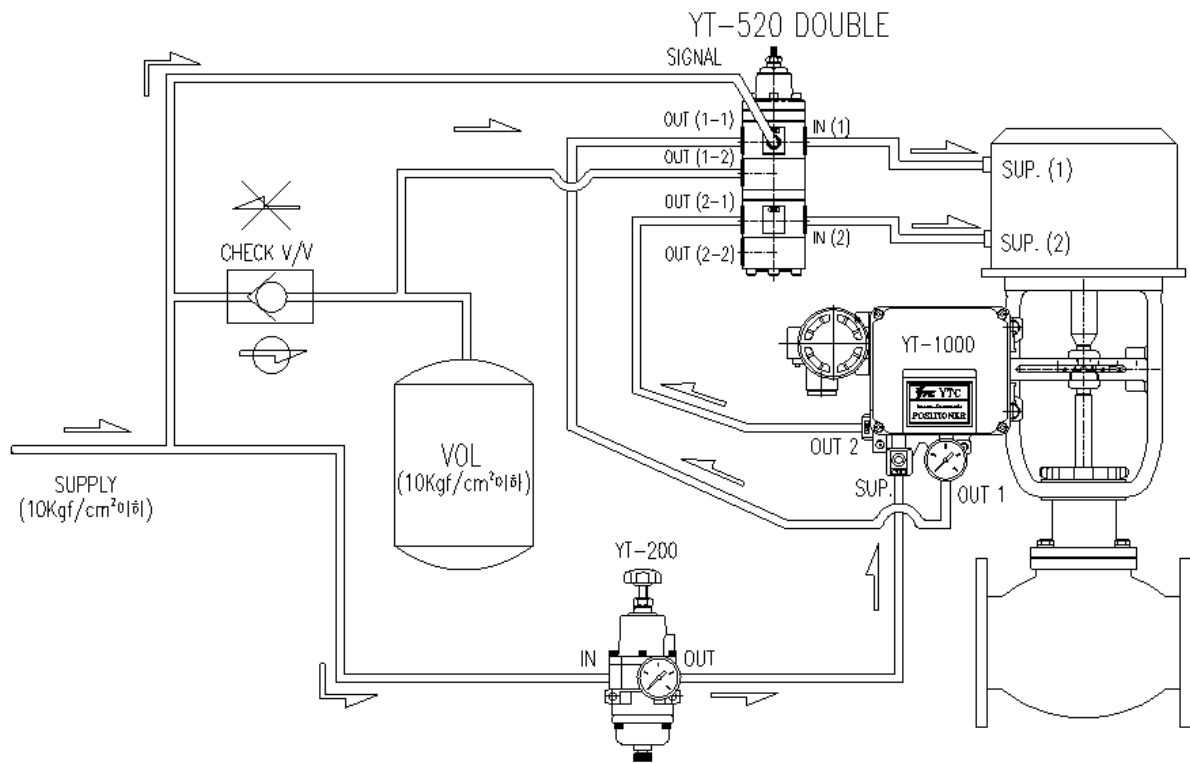 YT-520 DOUBLE
SIGNAL
OUT (1-1)
IN (1)
OUT (1-2)
SUP. (1)
OUT (2-1)
IN (2)
SUP. (2)
OUT (2-2)
CHECK V/V
YT-1000
YTC
POSITIONER
OUT 2
VOL
(10Kgf/cm²이하)
SUPPLY
(10Kgf/cm²이하)
SUP.
OUT 1
YT-200
IN
OUT